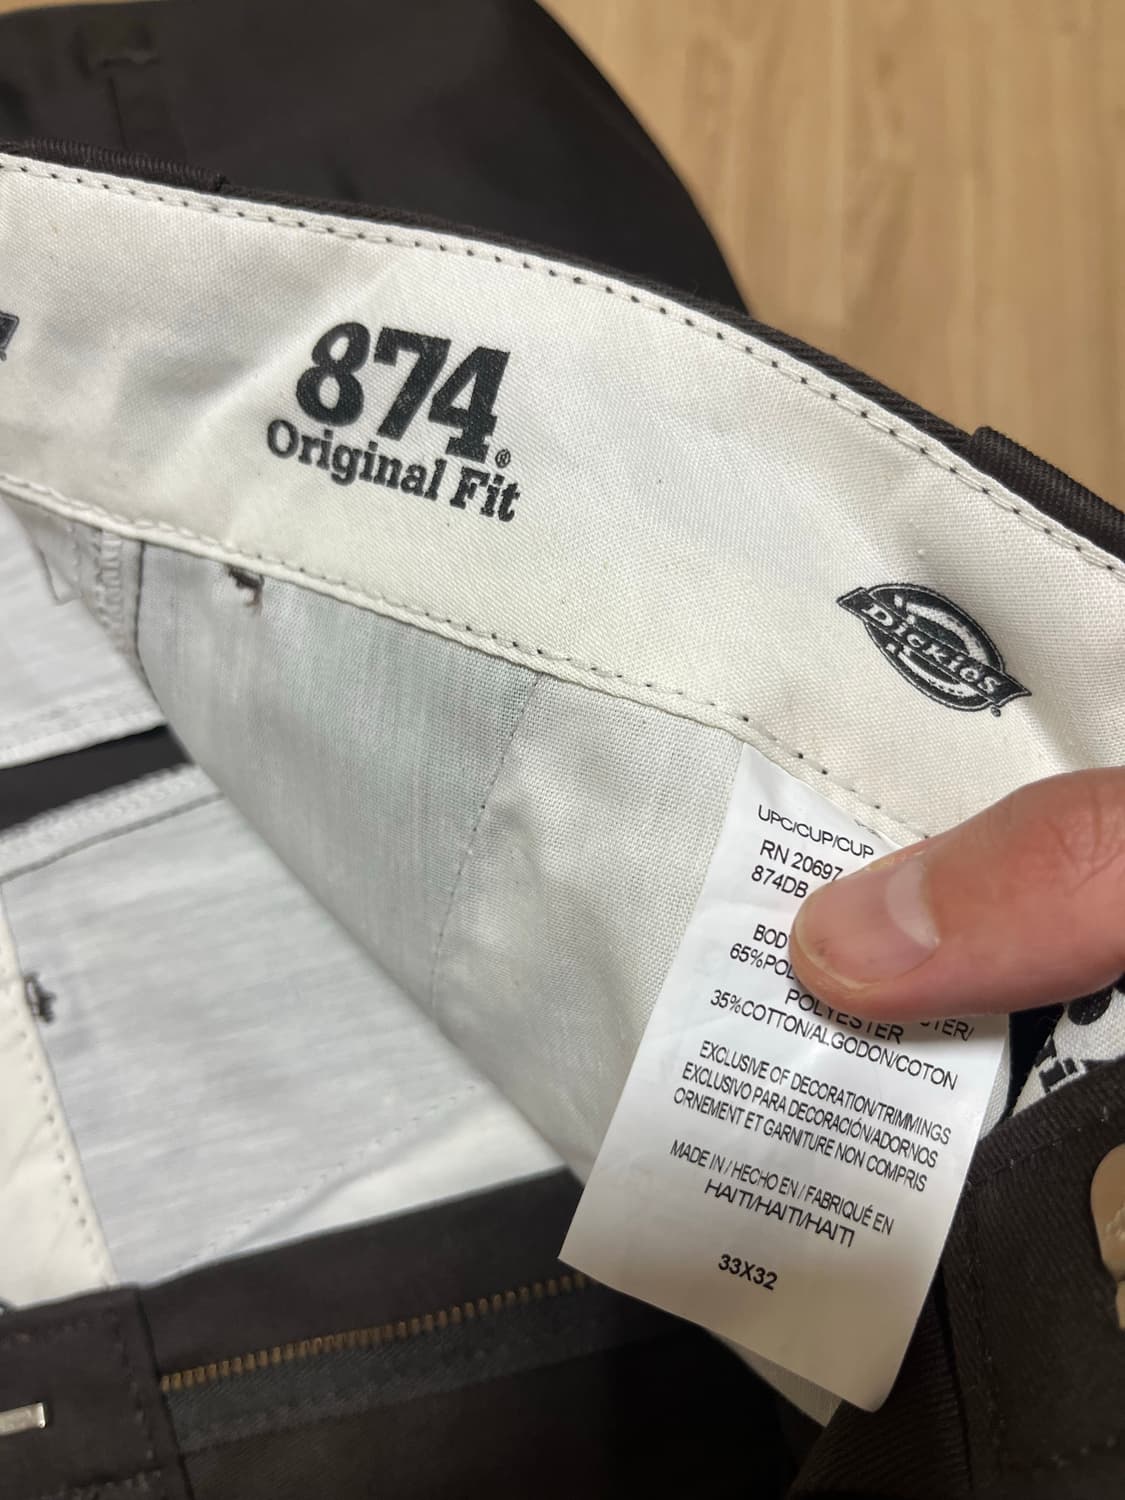 874®
Original Fit
Dickies®
UPC/CUP/CUP
RN 20697
874DB
BOD
65%POL
POLYESTER
35%COTTON/ALGODON/COTON
EXCLUSIVE OF DECORATION/TRIMMINGS
EXCLUSIVO PARA DECORACIÓN/ADORNOS
ORNEMENT ET GARNITURE NON COMPRIS
MADE IN / HECHO EN / FABRIQUÉ EN
HAITI/HAITI/HAITI
33X32